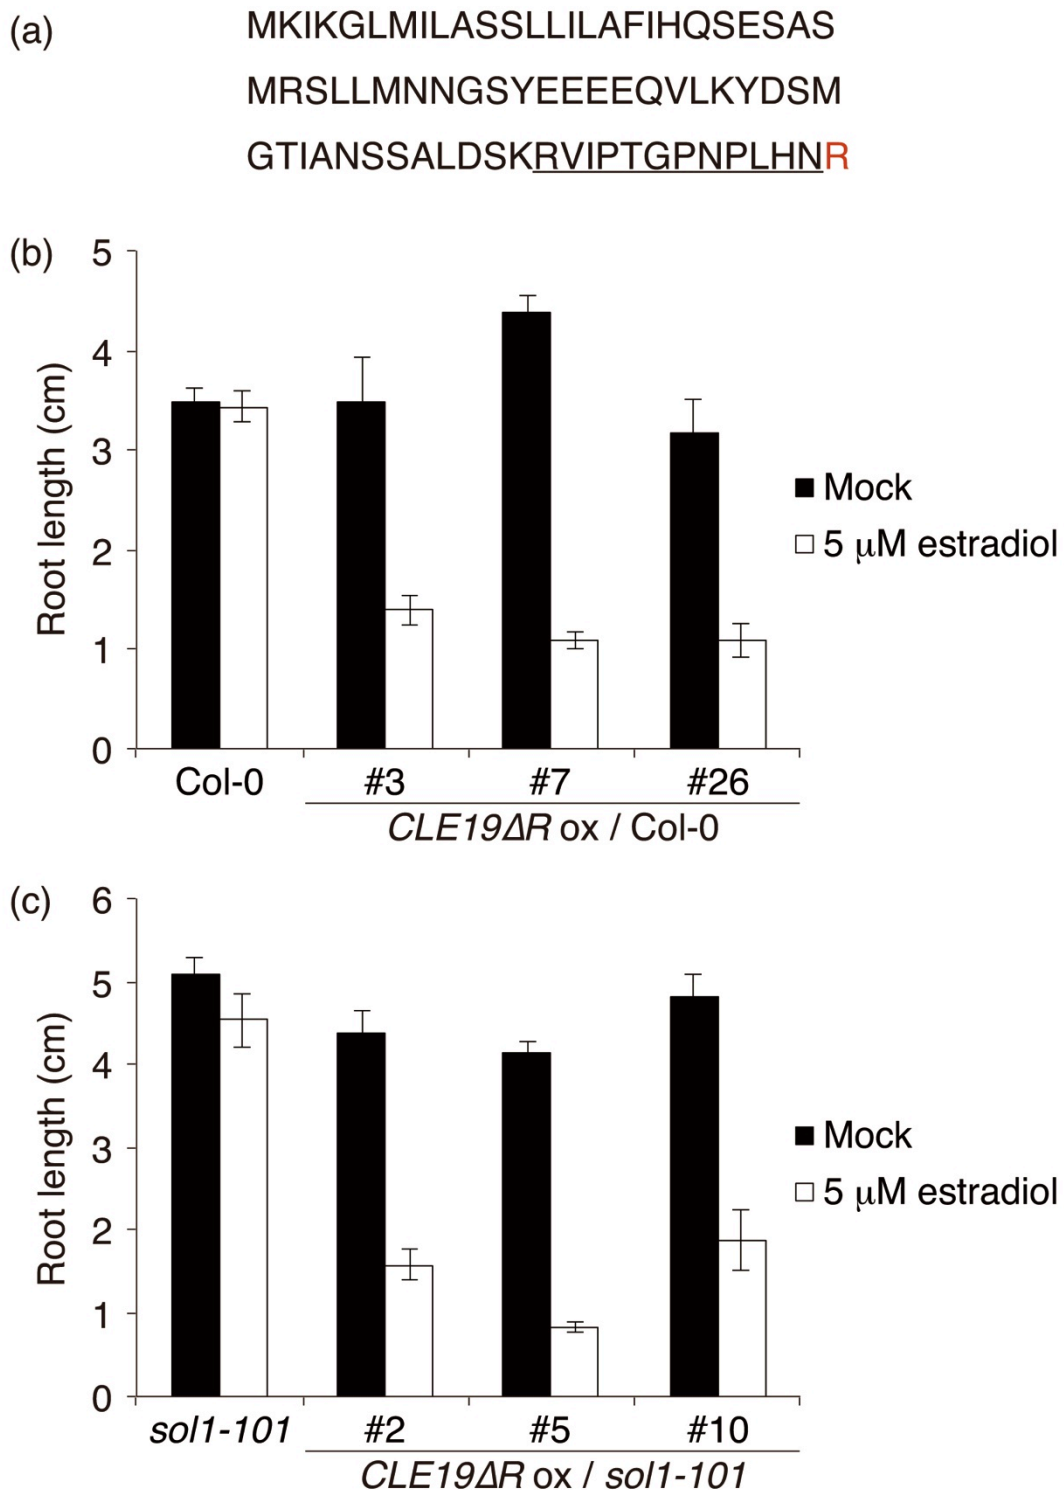 (a)
MKIKGLMILASSLLILAFIHQSESAS
MRSLLMNNGSYEEEEQVLKYDSM
GTIANSSALDSKRVIPTGPNPLHNR
(b)
Root length (cm)
5
4
3
2
1
0
Mock
5 μM estradiol
Col-0 #3 #7 #26
CLE19ΔR ox / Col-0
(c)
Root length (cm)
6
5
4
3
2
1
0
Mock
5 μM estradiol
sol1-101 #2 #5 #10
CLE19ΔR ox / sol1-101